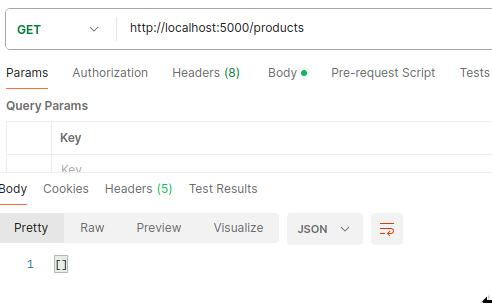 GET http://localhost:5000/products
Params Authorization Headers (8) Body Pre-request Script Tests
Query Params
Key
Key
Body Cookies Headers (5) Test Results
Pretty Raw Preview Visualize JSON
1 []